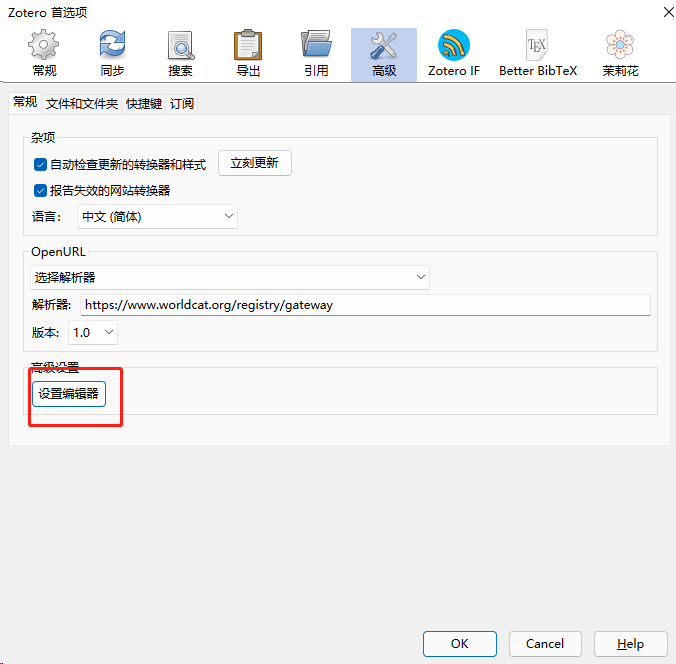 Zotero 首选项
常规 同步 搜索 导出 引用 高级 Zotero IF Better BibTeX 茉莉花
TEX
常规 文件和文件夹 快捷键 订阅
杂项
自动检查更新的转换器和样式 立刻更新
报告失效的网站转换器
语言: 中文 (简体)
OpenURL
选择解析器
解析器: https://www.worldcat.org/registry/gateway
版本: 1.0
高级设置
设置编辑器
OK Cancel Help